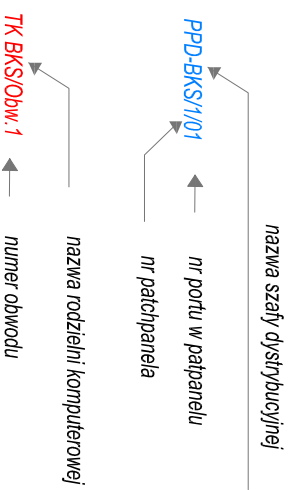 nazwa szafy dystrybucyjnej
PPD-BKS/1/01
nr portu w patpanelu
nr patchpanela
nazwa rodzielni komputerowej
TK BKS/Obw.1
numer obwodu